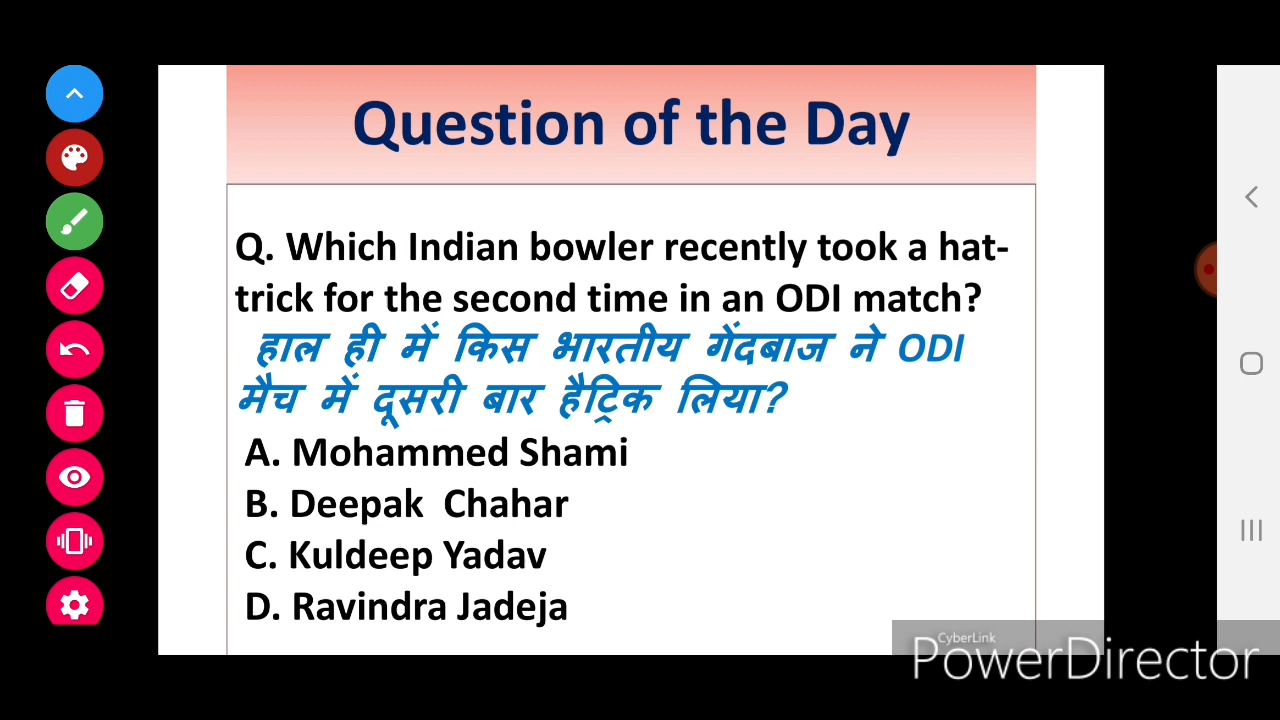 Question of the Day
Q. Which Indian bowler recently took a hat-
trick for the second time in an ODI match?
हाल ही में किस भारतीय गेंदबाज ने ODI
मैच में दूसरी बार हैट्रिक लिया?
A. Mohammed Shami
B. Deepak Chahar
C. Kuldeep Yadav
D. Ravindra Jadeja
CyberLink
PowerDirector